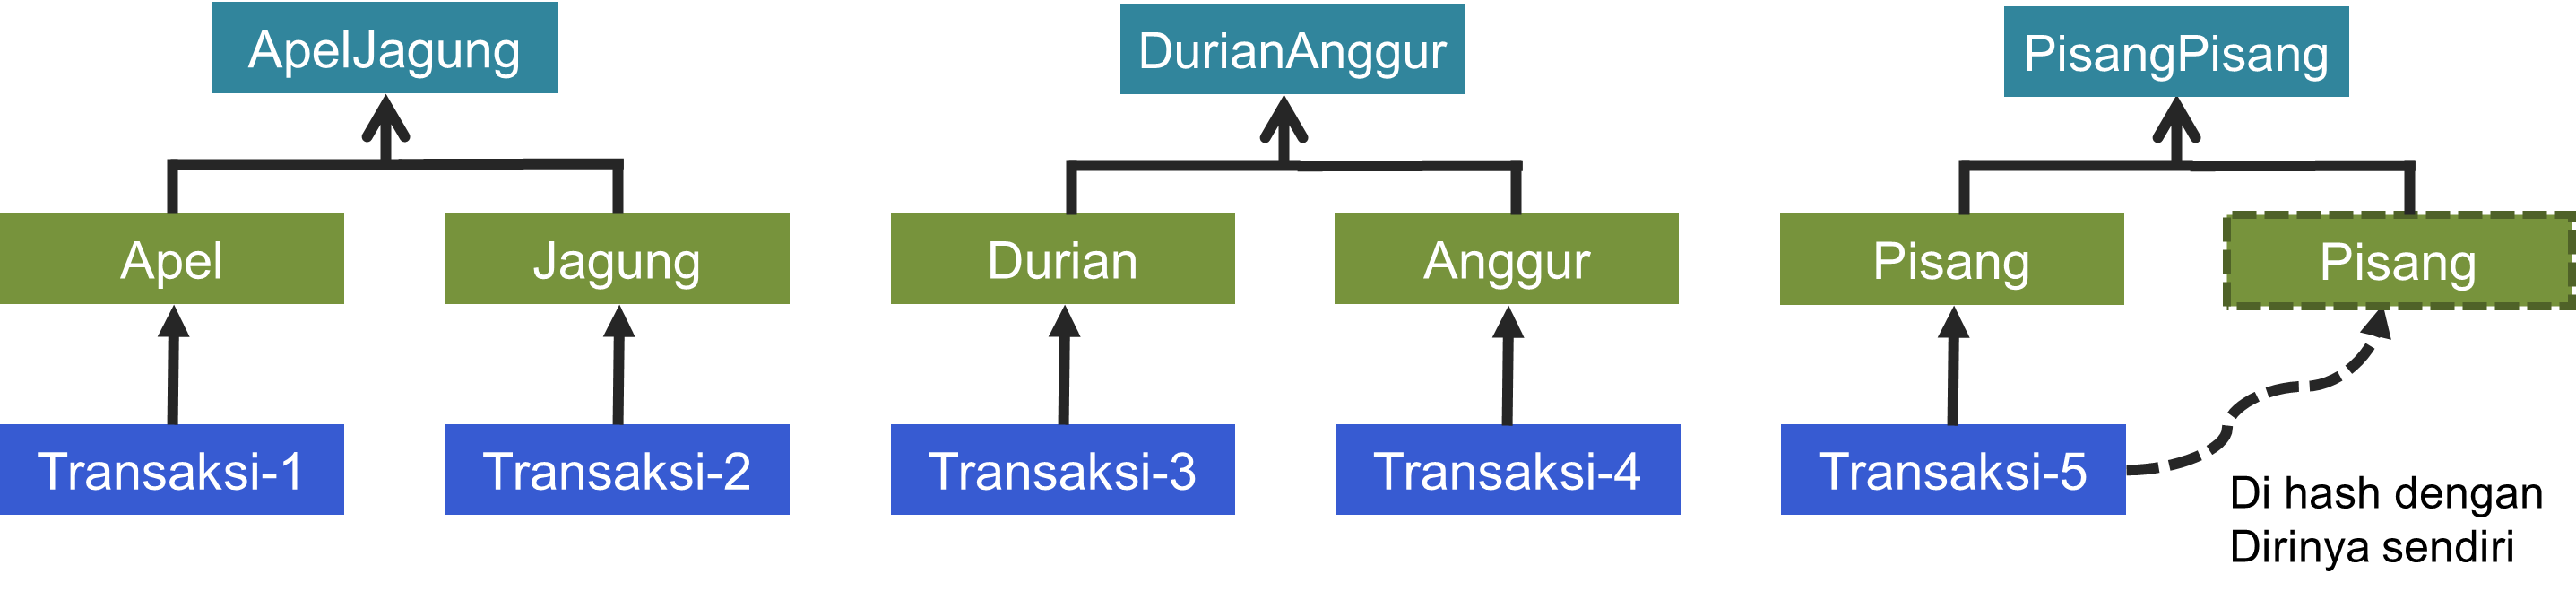 ApelJagung
DurianAnggur
PisangPisang
Apel
Jagung
Durian
Anggur
Pisang
Pisang
Transaksi-1
Transaksi-2
Transaksi-3
Transaksi-4
Transaksi-5
Di hash dengan
Dirinya sendiri